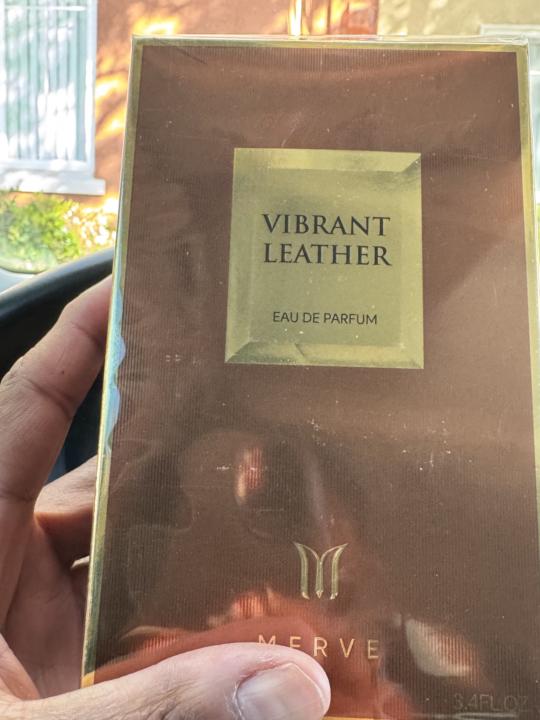 VIBRANT
LEATHER
EAU DE PARFUM
MERVE
3.4FL.OZ